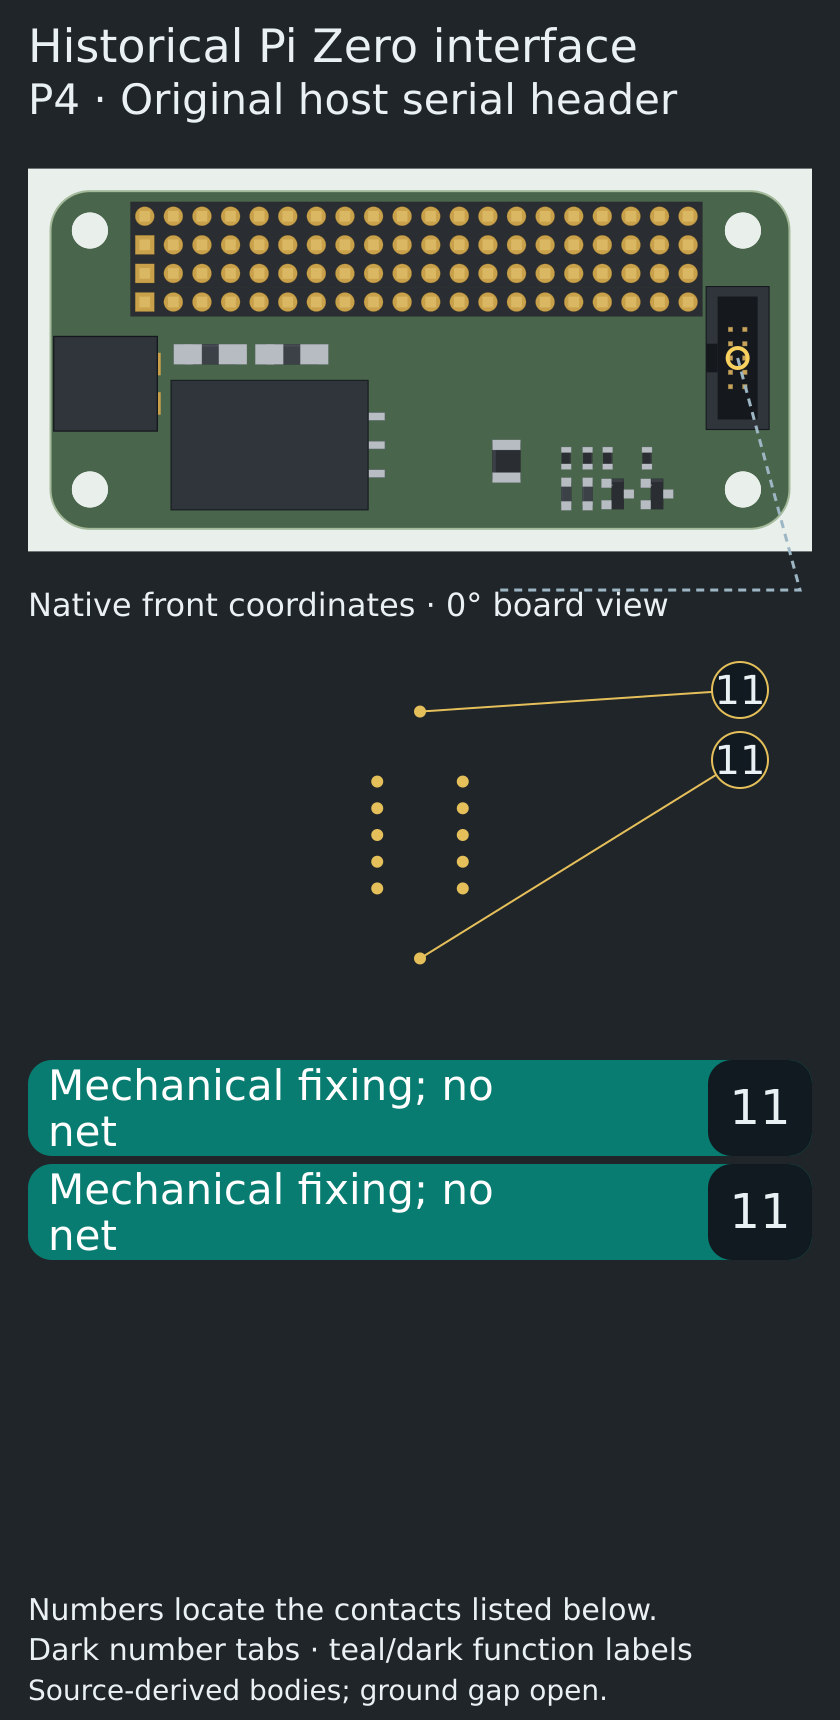 Historical Pi Zero interface
P4 · Original host serial header
Native front coordinates · 0° board view
11
11
Mechanical fixing; no
net
11
Mechanical fixing; no
net
11
Numbers locate the contacts listed below.
Dark number tabs · teal/dark function labels
Source-derived bodies; ground gap open.